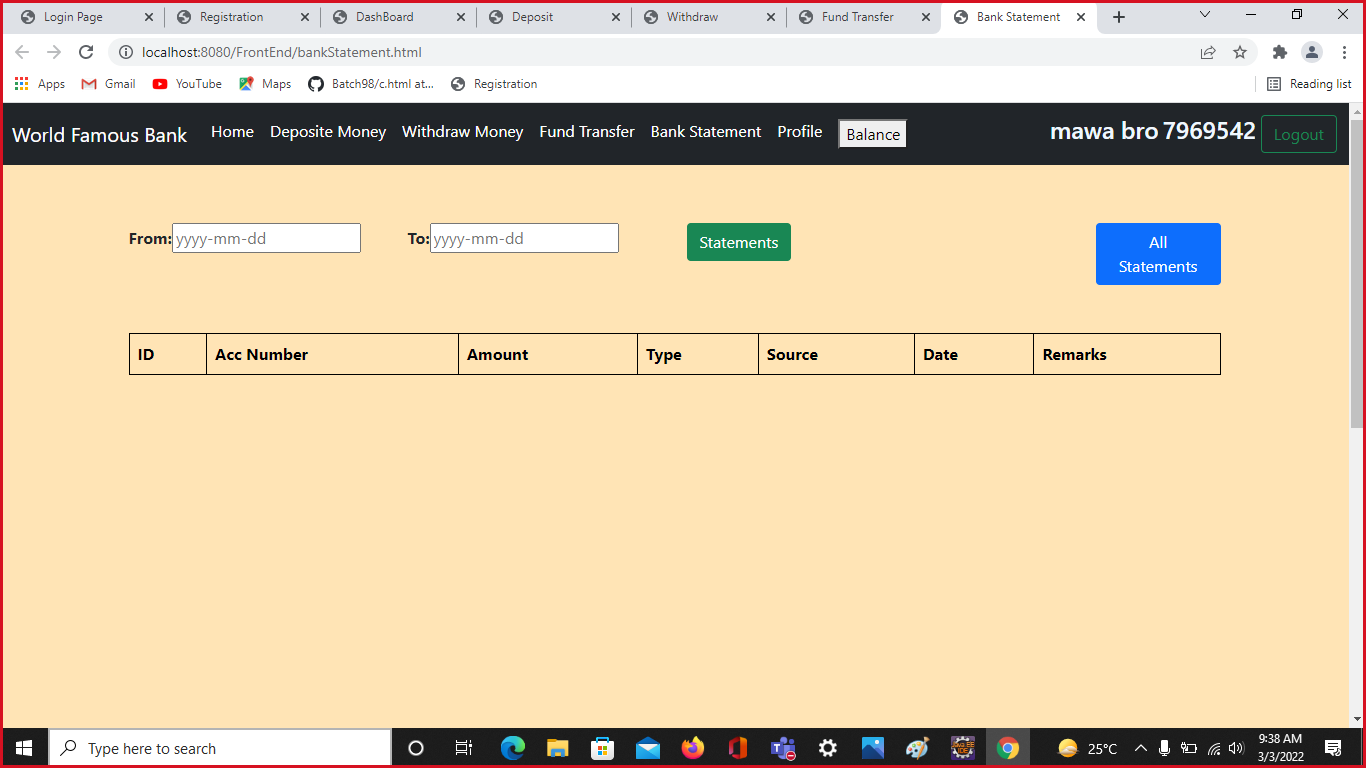 Login Page Registration DashBoard Deposit Withdraw Fund Transfer Bank Statement
localhost:8080/FrontEnd/bankStatement.html
Apps Gmail YouTube Maps Batch98/c.html at... Registration Reading list
World Famous Bank Home Deposite Money Withdraw Money Fund Transfer Bank Statement Profile Balance mawa bro 7969542 Logout
From: yyyy-mm-dd To: yyyy-mm-dd Statements All
Statements
ID Acc Number Amount Type Source Date Remarks
Type here to search 25°C 9:38 AM
3/3/2022